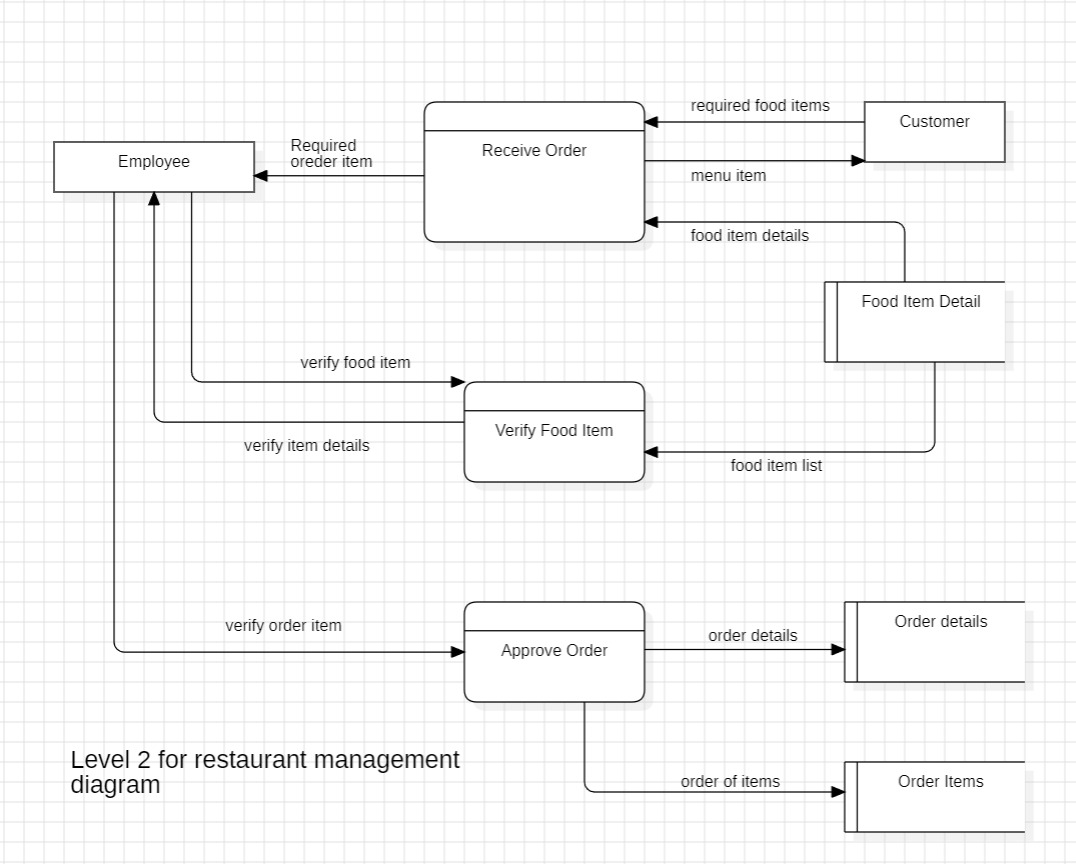 required food items
Customer
Required
oreder item
Receive Order
Employee
menu item
food item details
Food Item Detail
verify food item
Verify Food Item
verify item details
food item list
verify order item
Approve Order
order details
Order details
Level 2 for restaurant management
diagram
order of items
Order Items